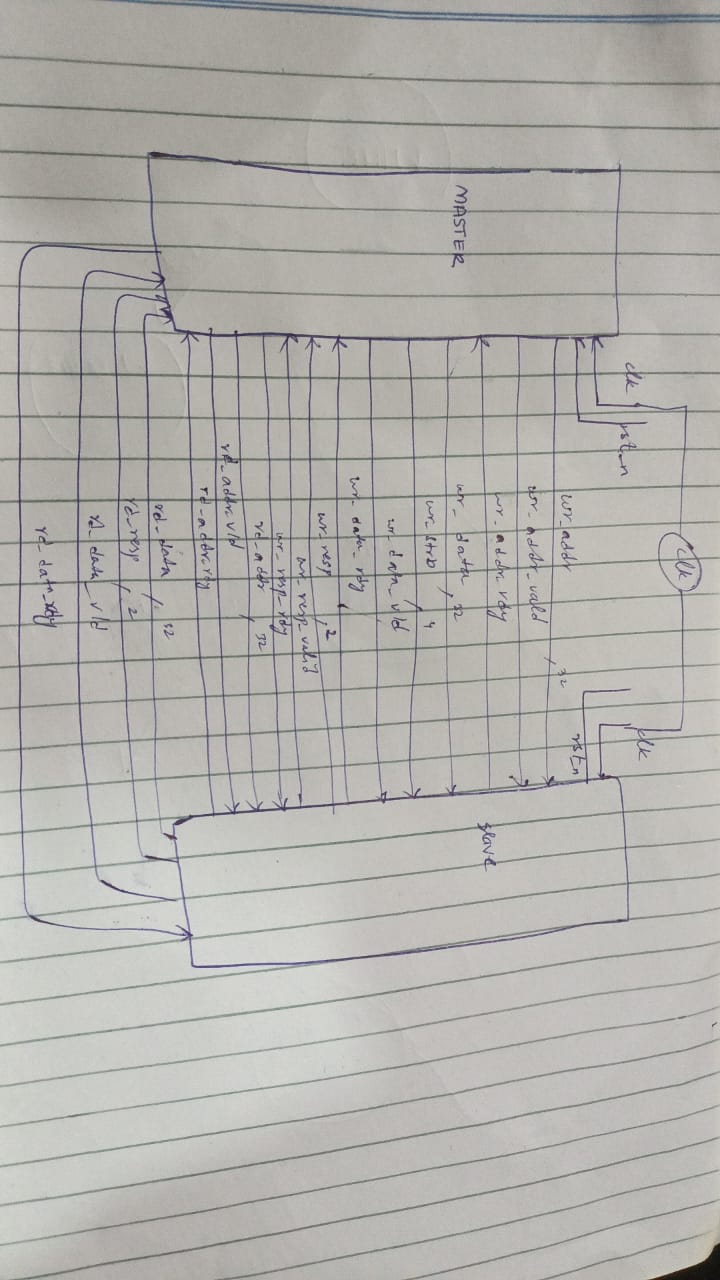 clk
MASTER
clk
rst_n
clk
rst_n
slave
wr_addr , 32
wr_addr_vald
wr_addr_rdy
wr_data , 32
wr_strb , 4
wr_data_vld
wr_data_rdy
wr_resp , 2
wr_resp_valid
wr_resp_rdy
rd_addr , 32
rd_addr_vld
rd_addr_rdy
rd_data , 32
rd_resp , 2
rd_data_vld
rd_data_rdy